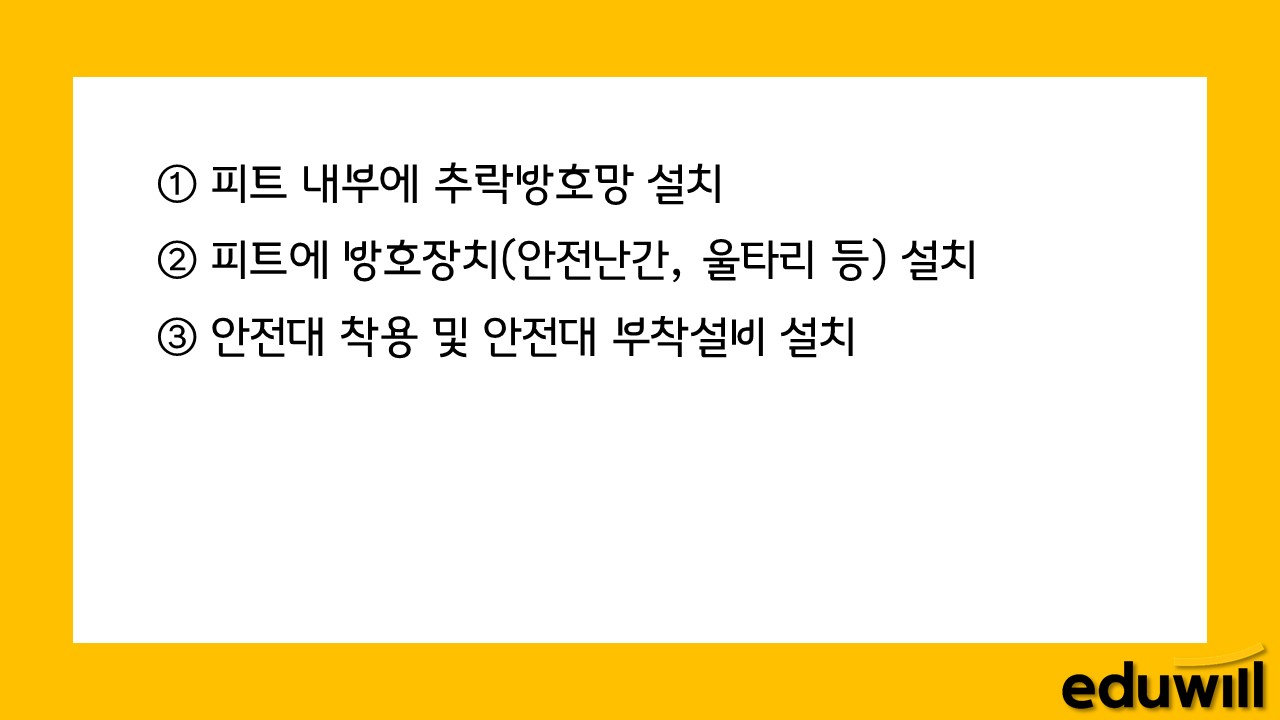 ① 피트 내부에 추락방호망 설치
② 피트에 방호장치(안전난간, 울타리 등) 설치
③ 안전대 착용 및 안전대 부착설비 설치
eduwill